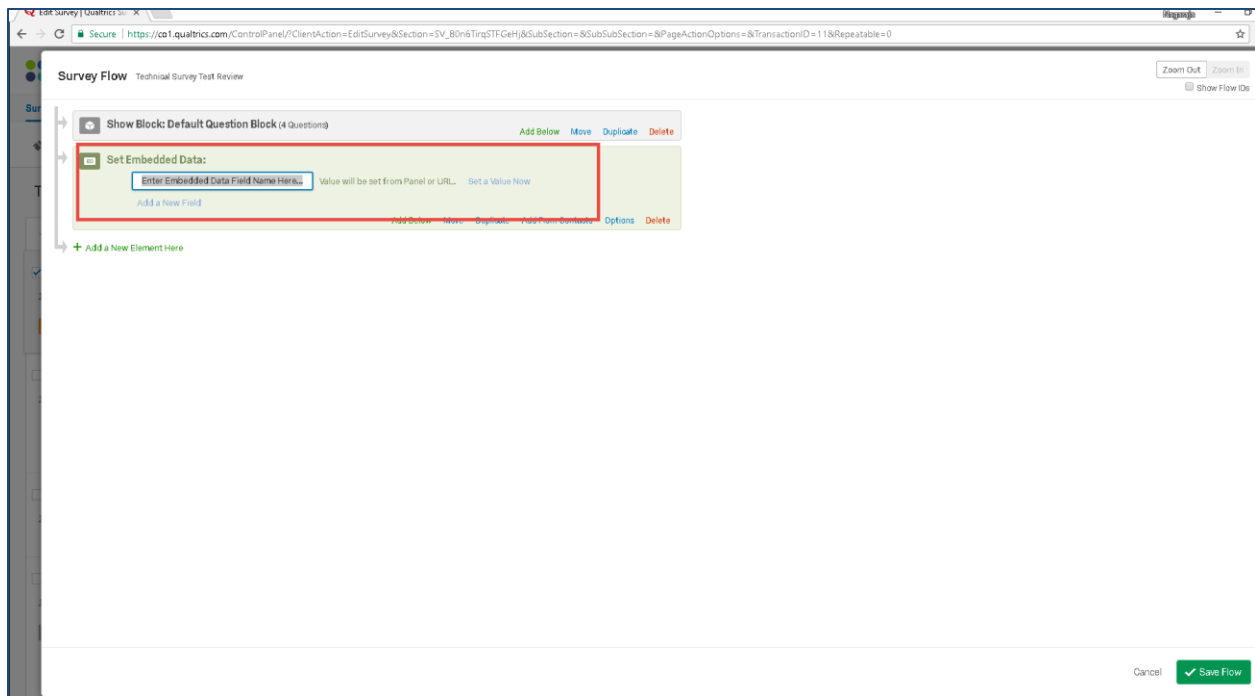 Edit Survey | Qualtrics Su
Nagaraja
Secure | https://co1.qualtrics.com/ControlPanel/?ClientAction=EditSurvey&Section=SV_80n6TirqSTFGeHj&SubSection=&SubSubSection=&PageActionOptions=&TransactionID=11&Repeatable=0
Survey Flow Technical Survey Test Review
Zoom Out Zoom In
Show Flow IDs
Sur
Show Block: Default Question Block (4 Questions)
Add Below Move Duplicate Delete
Set Embedded Data:
Enter Embedded Data Field Name Here... Value will be set from Panel or URL. Set a Value Now
Add a New Field
Add Below Move Duplicate Add From Contacts Options Delete
+ Add a New Element Here
Cancel Save Flow